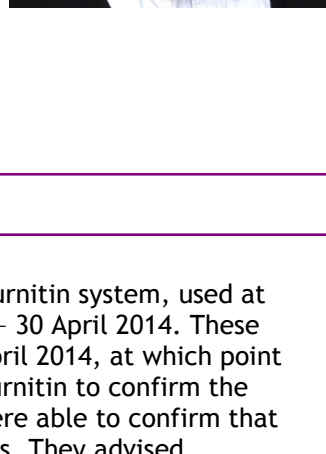 urnitin system, used at
– 30 April 2014. These
oril 2014, at which point
urnitin to confirm the
ere able to confirm that
s. They advised